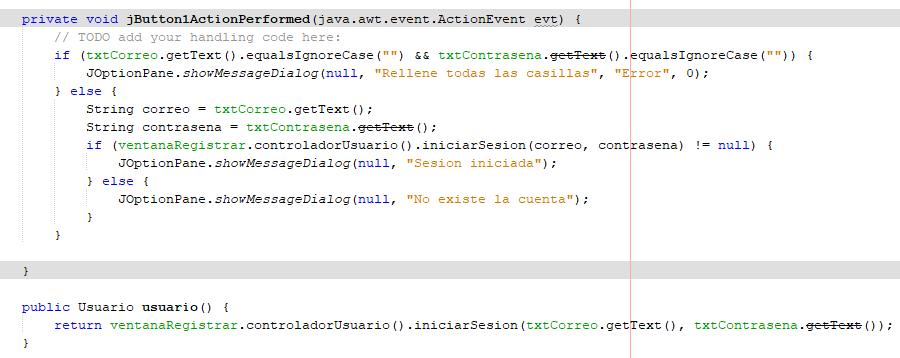 private void jButton1ActionPerformed(java.awt.event.ActionEvent evt) {
// TODO add your handling code here:
if (txtCorreo.getText().equalsIgnoreCase("") && txtContrasena.getText().equalsIgnoreCase("")) {
JOptionPane.showMessageDialog(null, "Rellene todas las casillas", "Error", 0);
} else {
String correo = txtCorreo.getText();
String contrasena = txtContrasena.getText();
if (ventanaRegistrar.controladorUsuario().iniciarSesion(correo, contrasena) != null) {
JOptionPane.showMessageDialog(null, "Sesion iniciada");
} else {
JOptionPane.showMessageDialog(null, "No existe la cuenta");
}
}
}
public Usuario usuario() {
return ventanaRegistrar.controladorUsuario().iniciarSesion(txtCorreo.getText(), txtContrasena.getText());
}